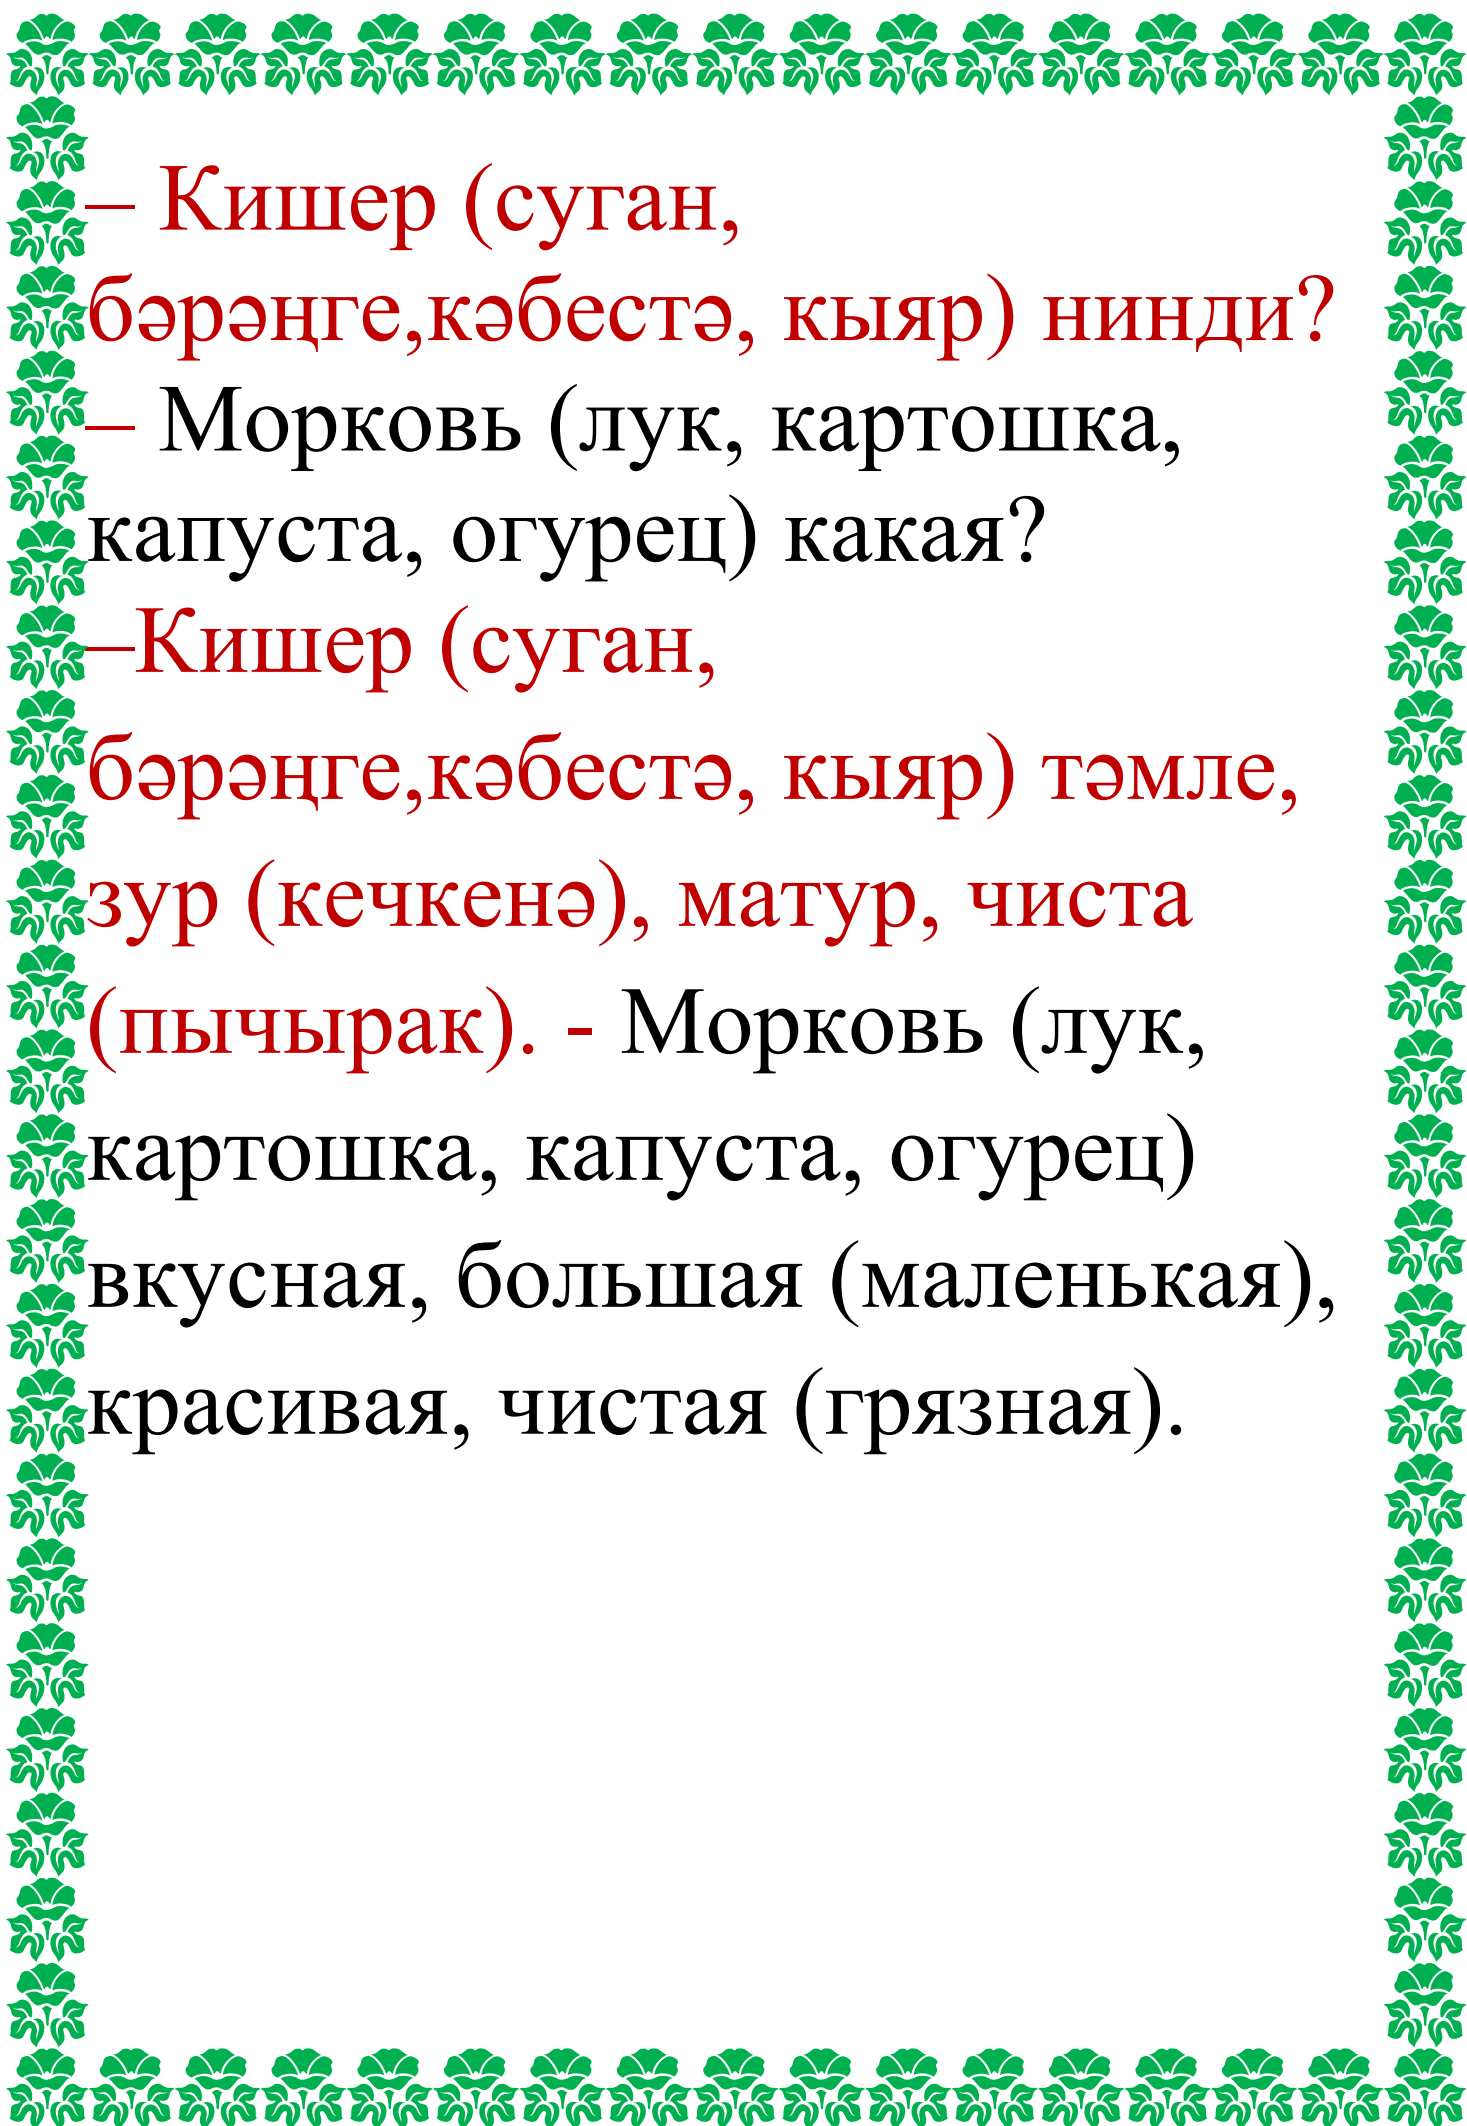 – Кишер (суган,
бәрәңге,кәбестә, кыяр) нинди?
– Морковь (лук, картошка,
капуста, огурец) какая?
–Кишер (суган,
бәрәңге,кәбестә, кыяр) тәмле,
зур (кечкенә), матур, чиста
(пычырак). - Морковь (лук,
картошка, капуста, огурец)
вкусная, большая (маленькая),
красивая, чистая (грязная).